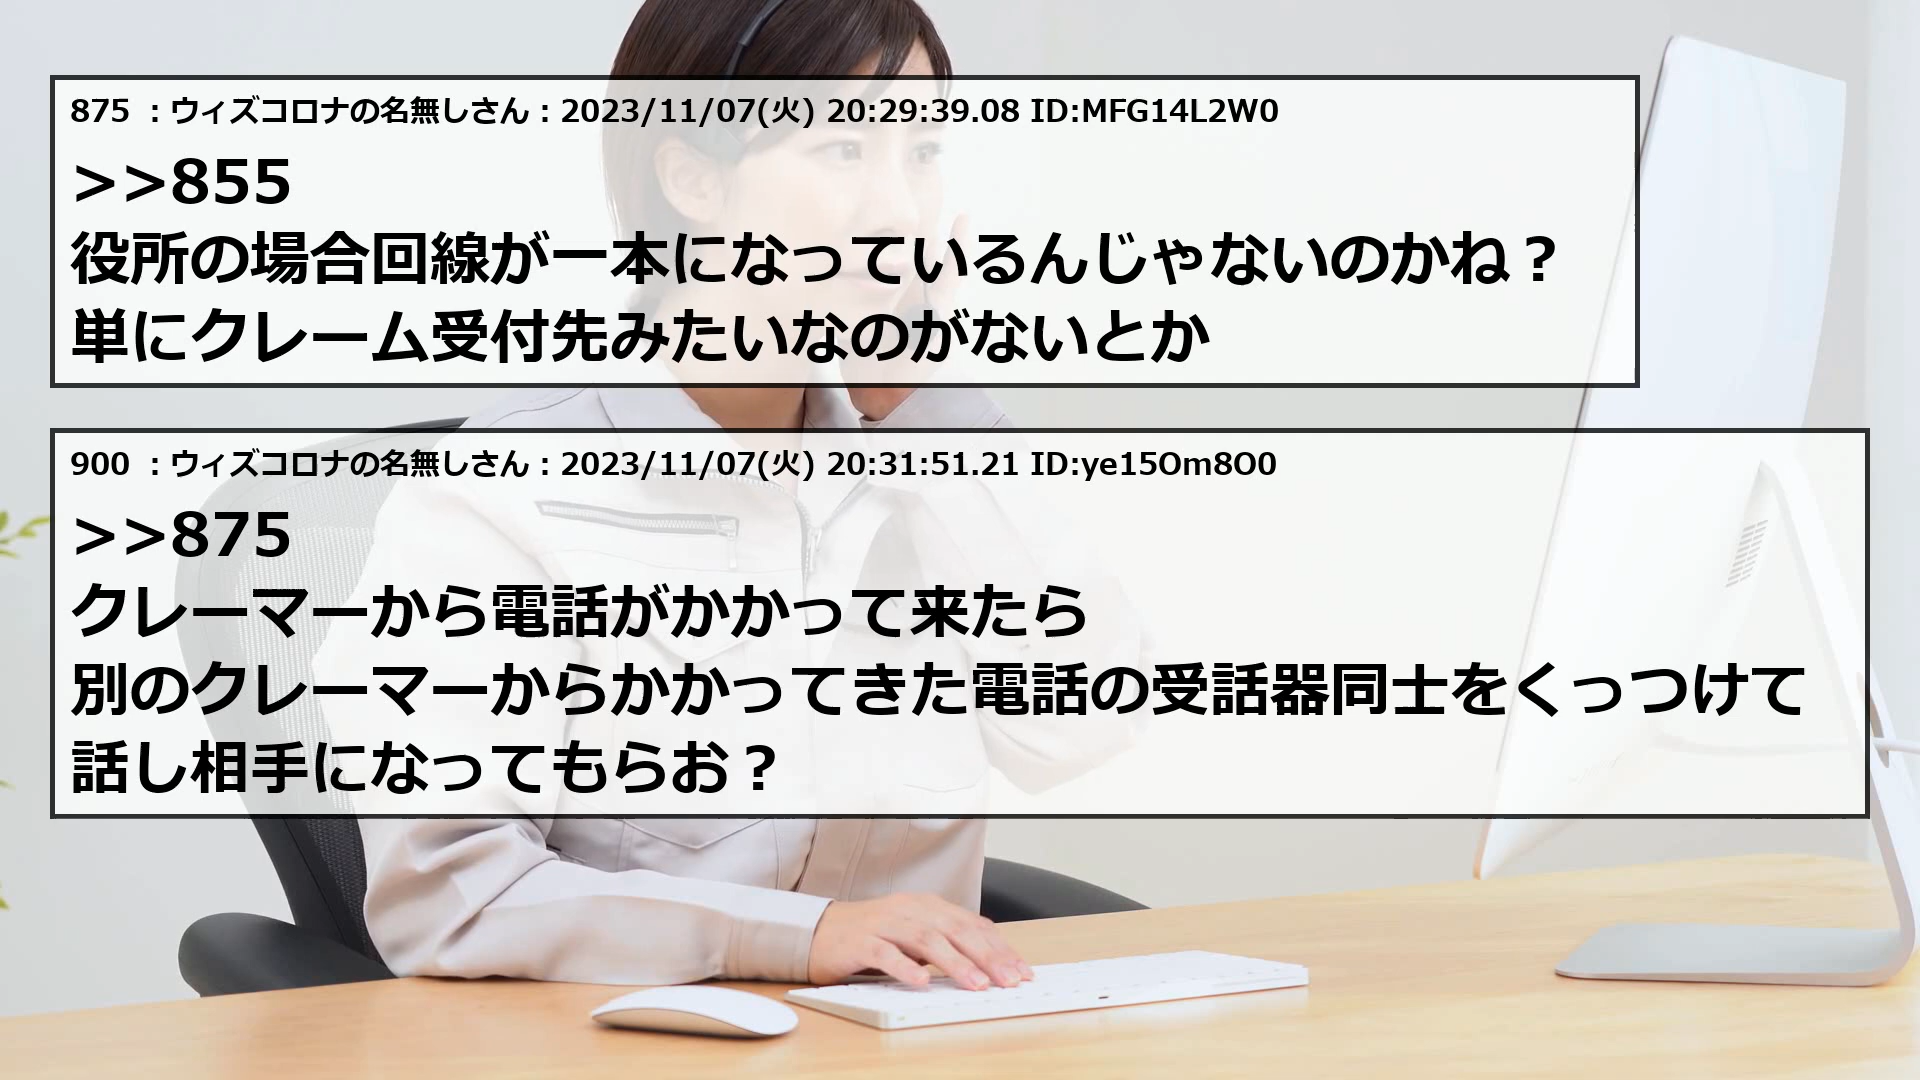 875 ：ウィズコロナの名無しさん：2023/11/07(火) 20:29:39.08 ID:MFG14L2W0
>>855
役所の場合回線が一本になっているんじゃないのかね？
単にクレーム受付先みたいなのがないとか
900 ：ウィズコロナの名無しさん：2023/11/07(火) 20:31:51.21 ID:ye15Om8O0
>>875
クレーマーから電話がかかって来たら
別のクレーマーからかかってきた電話の受話器同士をくっつけて
話し相手になってもらお？